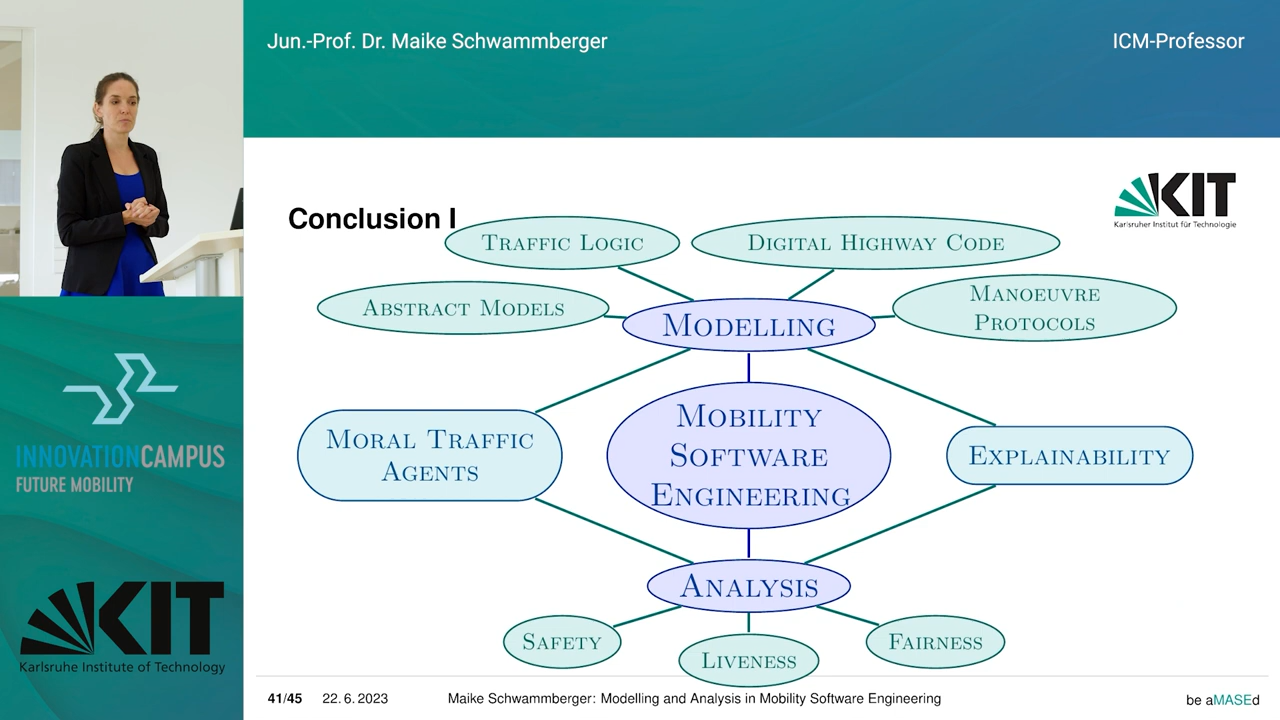 Jun.-Prof. Dr. Maike Schwammberger
ICM-Professor
KIT
Karlsruher Institut für Technologie
Conclusion I
Traffic Logic
Digital Highway Code
Abstract Models
Manoeuvre
Protocols
Modelling
Moral Traffic
Agents
Mobility
Software
Engineering
Explainability
Analysis
Safety
Liveness
Fairness
INNOVATIONCAMPUS
FUTURE MOBILITY
KIT
Karlsruhe Institute of Technology
41/45 22. 6. 2023 Maike Schwammberger: Modelling and Analysis in Mobility Software Engineering be aMASEd